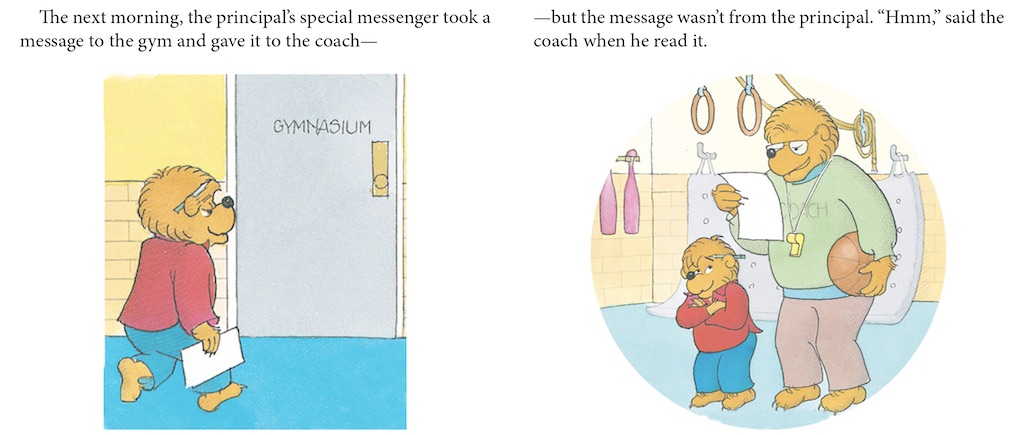 The next morning, the principal’s special messenger took a
message to the gym and gave it to the coach—
GYMNASIUM
—but the message wasn’t from the principal. “Hmm,” said the
coach when he read it.
COACH